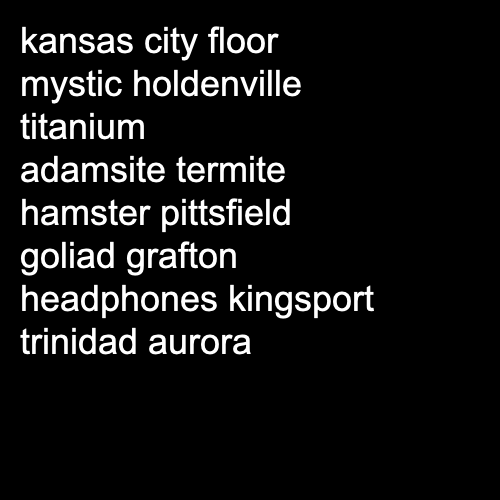 kansas city floor
mystic holdenville
titanium
adamsite termite
hamster pittsfield
goliad grafton
headphones kingsport
trinidad aurora